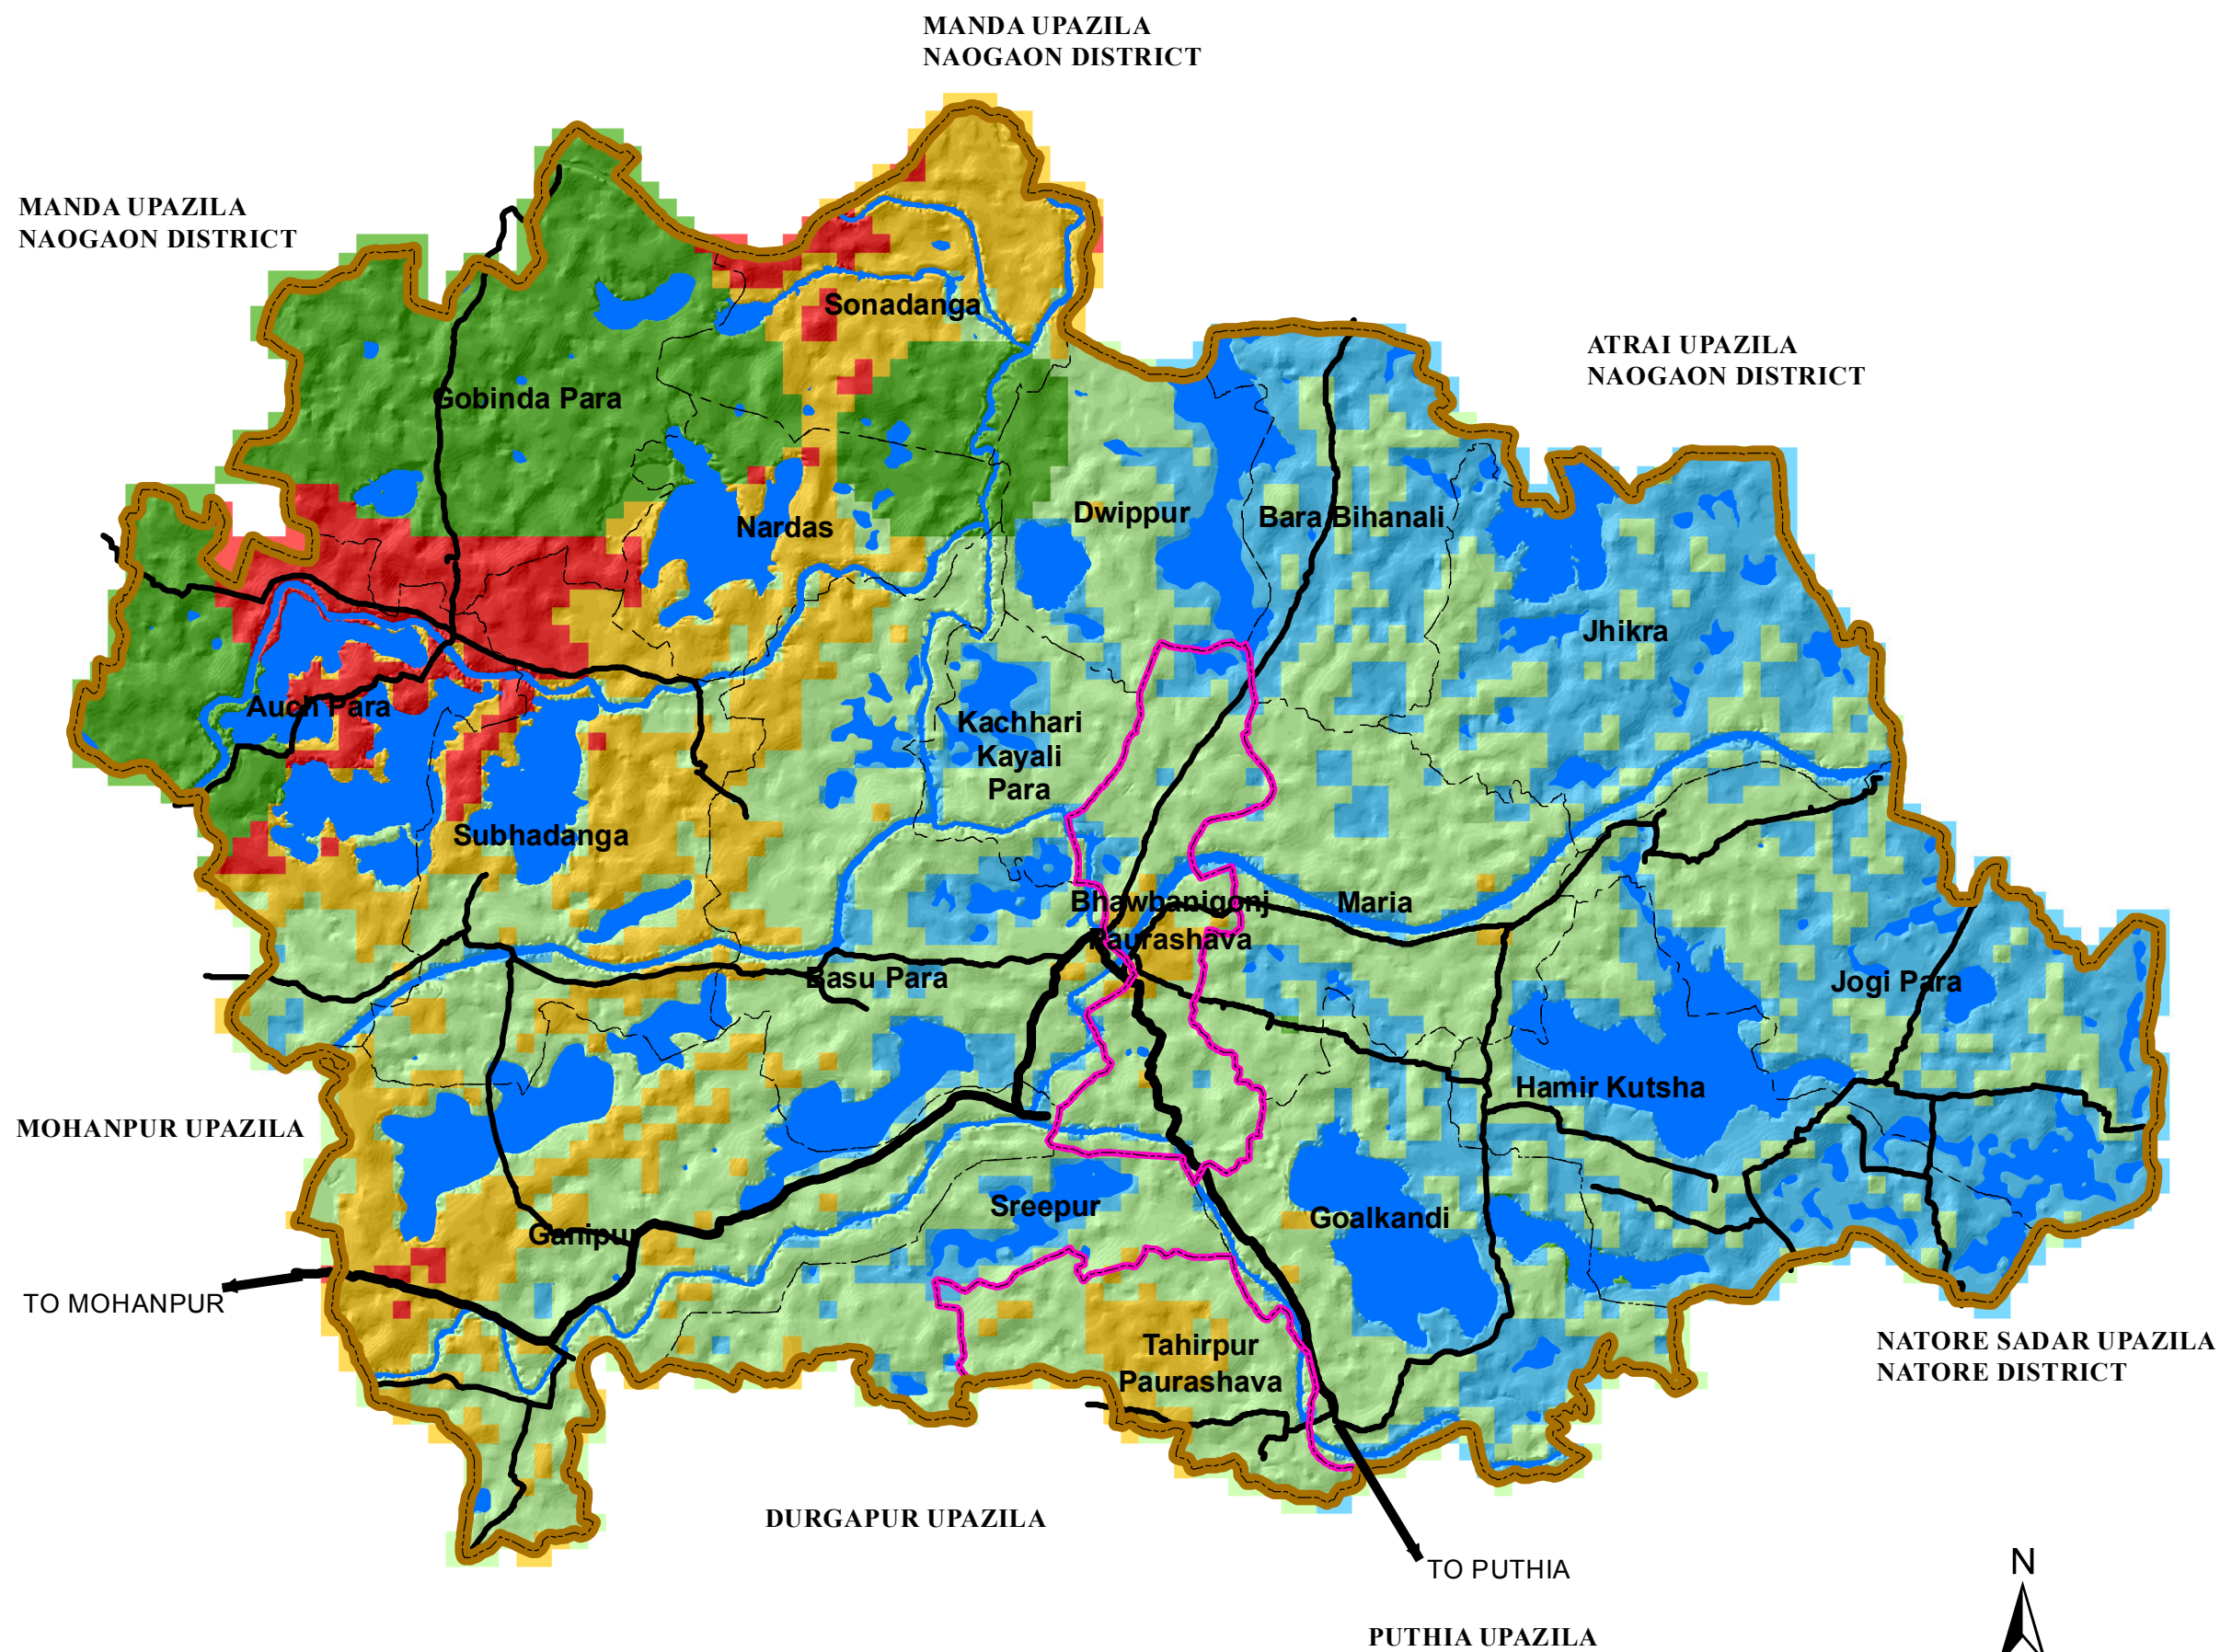 MANDA UPAZILA
NAOGAON DISTRICT
MANDA UPAZILA
NAOGAON DISTRICT
Sonadanga
ATRAI UPAZILA
NAOGAON DISTRICT
Gobinda Para
Dwippur
Bara Bihanali
Nardas
Jhikra
Auch Para
Kachhari
Kayali
Para
Subhadanga
Bhawbanigonj
Paurashava
Maria
Basu Para
Jogi Para
Hamir Kutsha
MOHANPUR UPAZILA
Sreepur
Goalkandi
Ganipur
TO MOHANPUR
Tahirpur
Paurashava
NATORE SADAR UPAZILA
NATORE DISTRICT
DURGAPUR UPAZILA
TO PUTHIA
N
PUTHIA UPAZILA